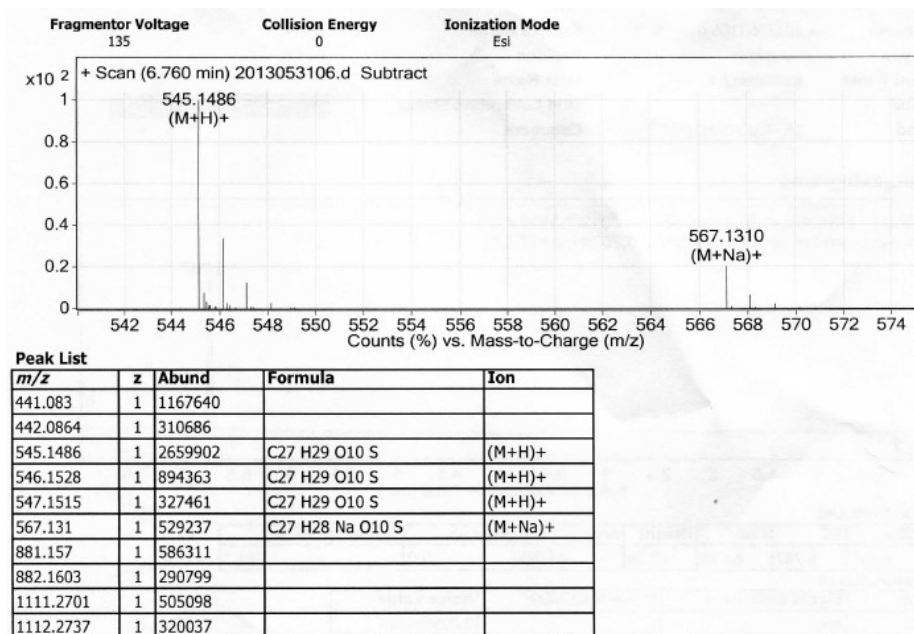 Fragmentor Voltage Collision Energy Ionization Mode
135 0 Esi
x10 2 + Scan (6.760 min) 2013053106.d Subtract
1 545.1486
(M+H)+
0.8
0.6
0.4
567.1310
(M+Na)+
0.2
0
542 544 546 548 550 552 554 556 558 560 562 564 566 568 570 572 574
Counts (%) vs. Mass-to-Charge (m/z)
Peak List
m/z z Abund Formula Ion
441.083 1 1167640
442.0864 1 310686
545.1486 1 2659902 C27 H29 O10 S (M+H)+
546.1528 1 894363 C27 H29 O10 S (M+H)+
547.1515 1 327461 C27 H29 O10 S (M+H)+
567.131 1 529237 C27 H28 Na O10 S (M+Na)+
881.157 1 586311
882.1603 1 290799
1111.2701 1 505098
1112.2737 1 320037